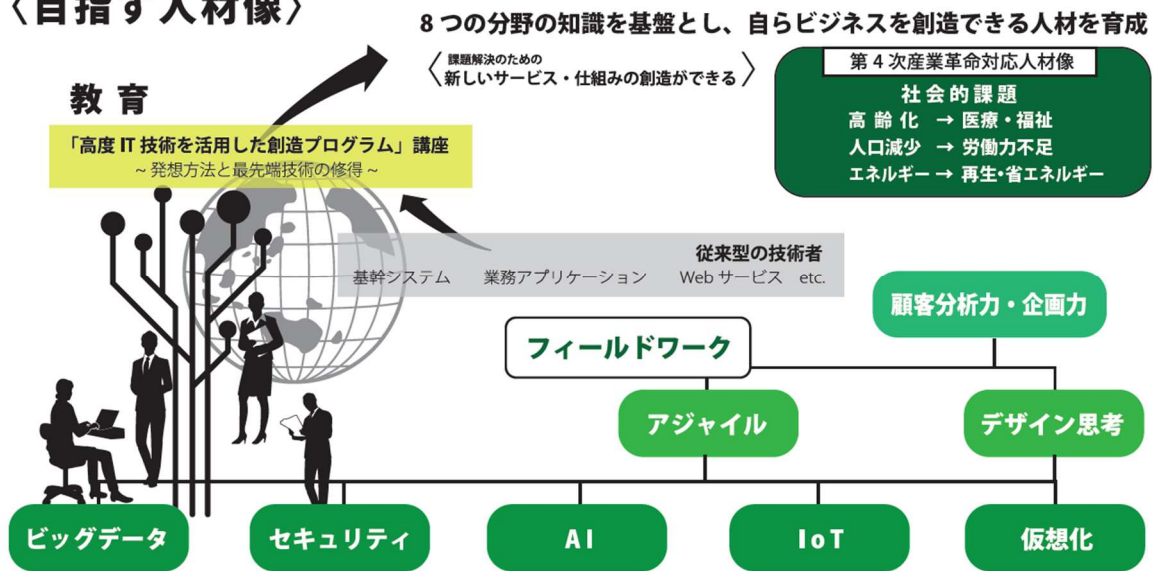 〈目指す人材像〉
8つの分野の知識を基盤とし、自らビジネスを創造できる人材を育成
課題解決のための
〈新しいサービス・仕組みの創造ができる〉
第4次産業革命対応人材像
社会的課題
高齢化 → 医療・福祉
人口減少 → 労働力不足
エネルギー → 再生・省エネルギー
教育
「高度IT技術を活用した創造プログラム」講座
~発想方法と最先端技術の修得~
従来型の技術者
基幹システム 業務アプリケーション Webサービス etc.
顧客分析力・企画力
フィールドワーク
アジャイル
デザイン思考
ビッグデータ
セキュリティ
AI
IoT
仮想化